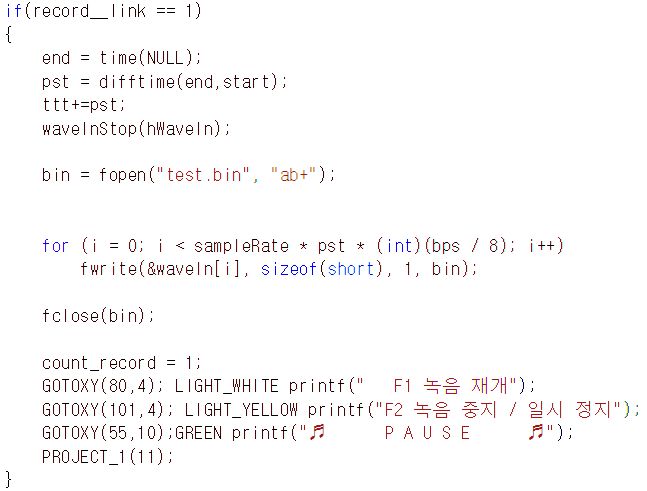 if(record__link == 1)
{
    end = time(NULL);
    pst = difftime(end,start);
    ttt+=pst;
    waveInStop(hWaveIn);

    bin = fopen("test.bin", "ab+");


    for (i = 0; i < sampleRate * pst * (int)(bps / 8); i++)
        fwrite(&waveIn[i], sizeof(short), 1, bin);

    fclose(bin);

    count_record = 1;
    GOTOXY(80,4); LIGHT_WHITE printf("   F1 녹음 재개");
    GOTOXY(101,4); LIGHT_YELLOW printf("F2 녹음 중지 / 일시 정지");
    GOTOXY(55,10);GREEN printf("♬      P A U S E      ♬");
    PROJECT_1(11);
}